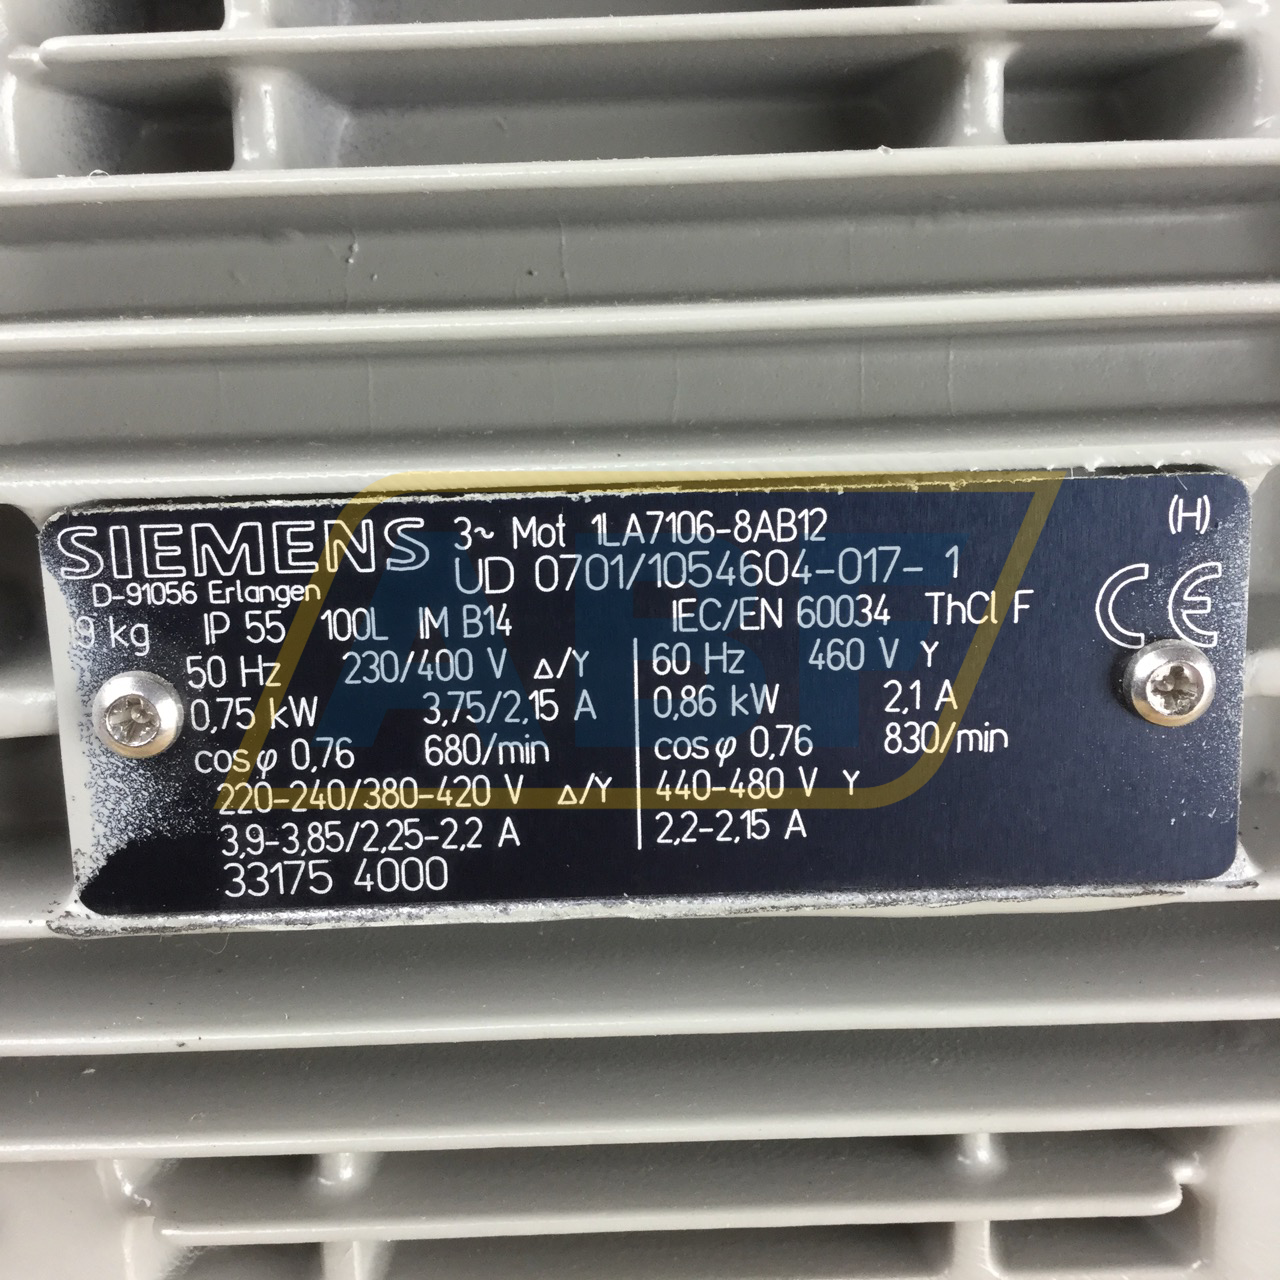 SIEMENS 3~ Mot 1LA7106-8AB12 (H)
D-91056 Erlangen UD 0701/1054604-017- 1
kg IP 55 100L IM B14 IEC/EN 60034 ThCl F CE
50 Hz 230/400 V Δ/Y 60 Hz 460 V Y
0,75 kW 3,75/2,15 A 0,86 kW 2,1 A
cos φ 0,76 680/min cos φ 0,76 830/min
220-240/380-420 V Δ/Y 440-480 V Y
3,9-3,85/2,25-2,2 A 2,2-2,15 A
33175 4000
ABF